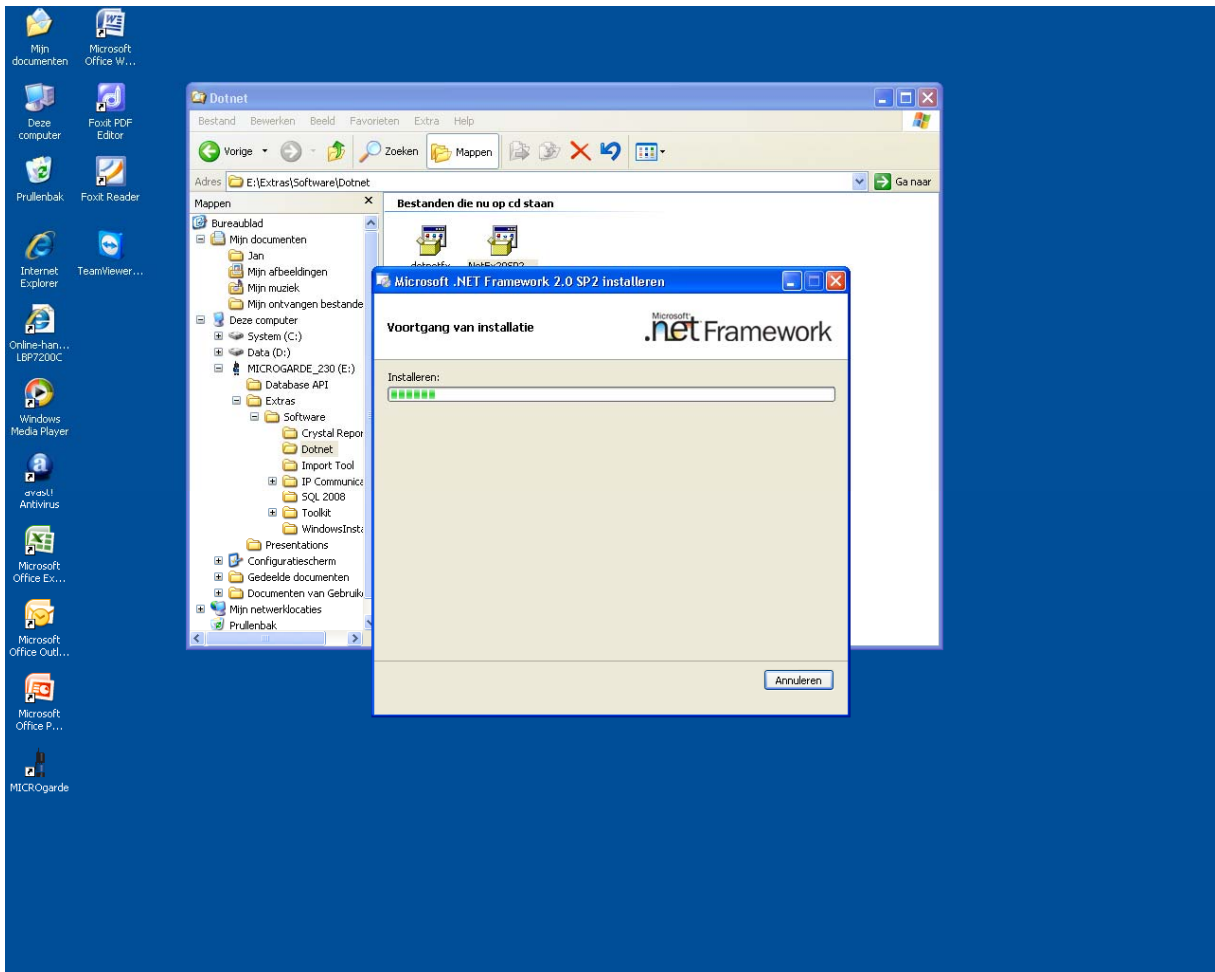 Mijn documenten
Microsoft Office W...
Deze computer
Foxit PDF Editor
Prullenbak
Foxit Reader
Internet Explorer
TeamViewer...
Online-han... LBP7200C
Windows Media Player
avast! Antivirus
Microsoft Office Ex...
Microsoft Office Outl...
Microsoft Office P...
MICROgarde
Dotnet
Bestand Bewerken Beeld Favorieten Extra Help
Vorige Zoeken Mappen
Adres E:\Extras\Software\Dotnet Ga naar
Mappen
Bureaublad
Mijn documenten
Jan
Mijn afbeeldingen
Mijn muziek
Mijn ontvangen bestande
Deze computer
System (C:)
Data (D:)
MICROGARDE_230 (E:)
Database API
Extras
Software
Crystal Repor
Dotnet
Import Tool
IP Communica
SQL 2008
Toolkit
WindowsInsta
Presentations
Configuratiescherm
Gedeelde documenten
Documenten van Gebruik
Mijn netwerklocaties
Prullenbak
Bestanden die nu op cd staan
dotnetfx NetFx20SP2
Microsoft .NET Framework 2.0 SP2 installeren
Voortgang van installatie
Microsoft .net Framework
Installeren:
Annuleren